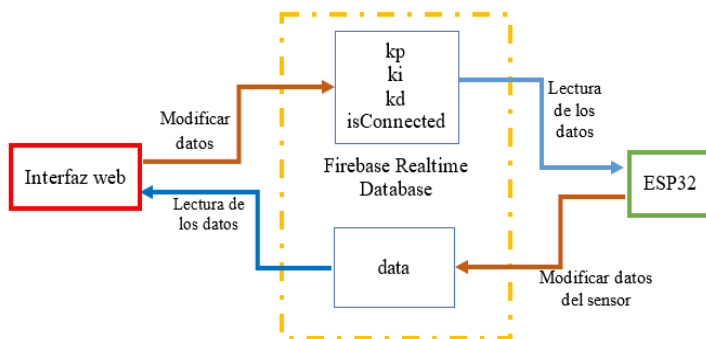 kp
ki
kd
isConnected
Modificar
datos
Lectura
de los
datos
Interfaz web
Firebase Realtime
Database
ESP32
Lectura de
los datos
data
Modificar datos
del sensor